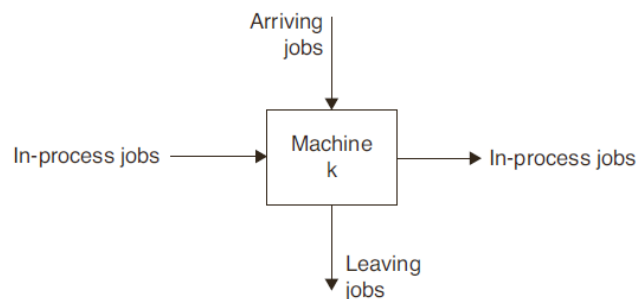 Arriving
jobs
In-process jobs
Machine
k
In-process jobs
Leaving
jobs